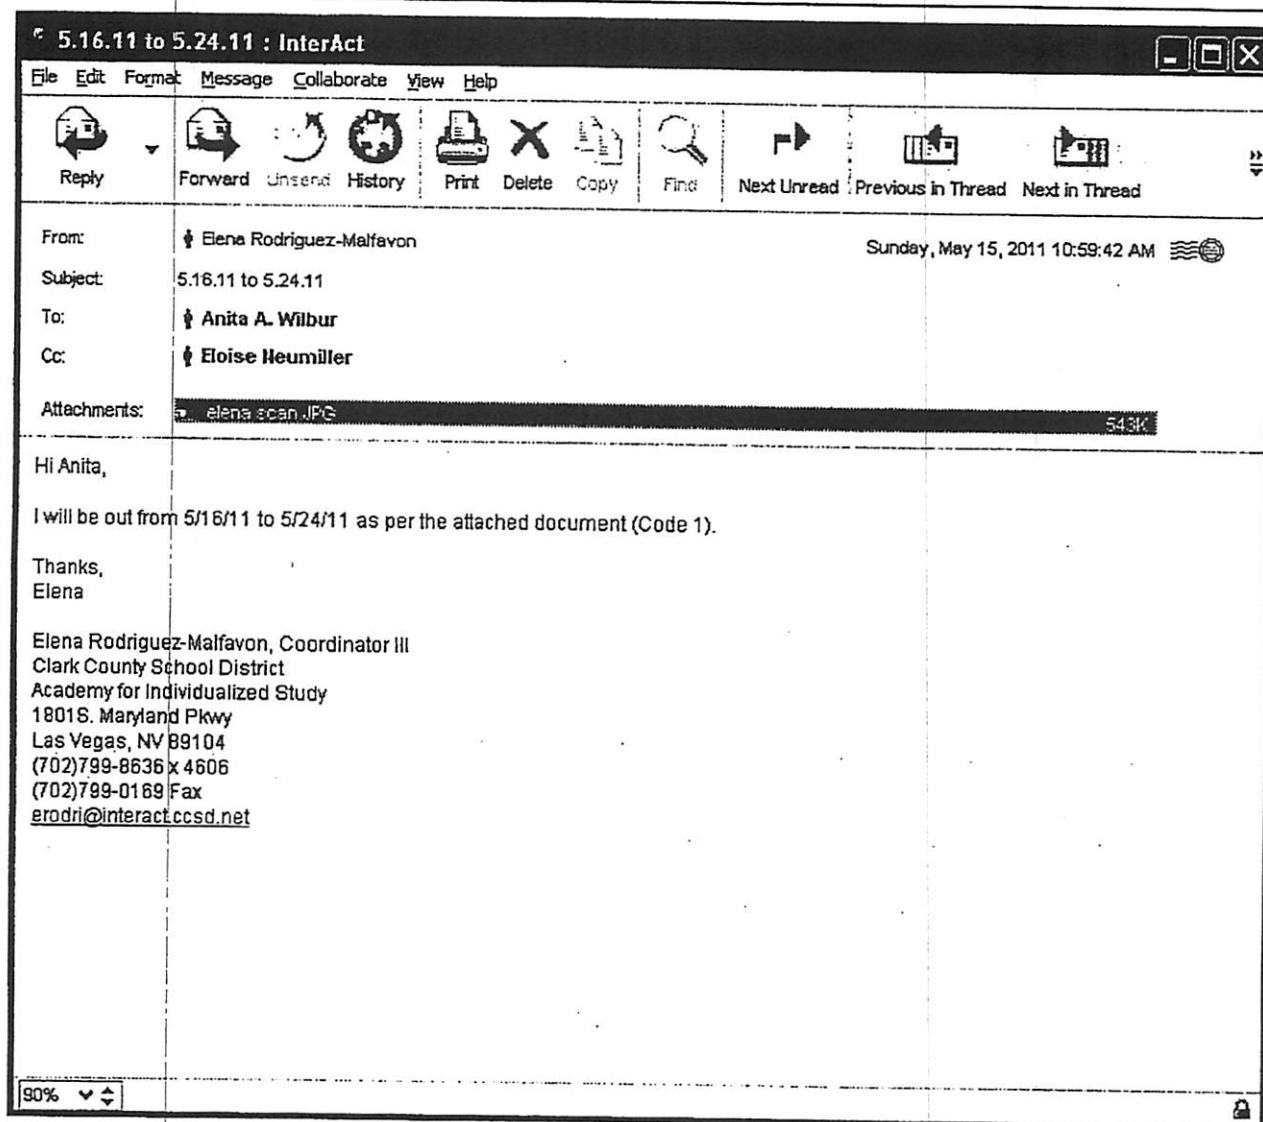 5.16.11 to 5.24.11 : InterAct
File Edit Format Message Collaborate View Help
Reply Forward Unsend History Print Delete Copy Find Next Unread Previous in Thread Next in Thread
From: Elena Rodriguez-Malfavon Sunday, May 15, 2011 10:59:42 AM
Subject: 5.16.11 to 5.24.11
To: Anita A. Wilbur
Cc: Eloise Neumiller
Attachments: elena scan.JPG 543K
Hi Anita,
I will be out from 5/16/11 to 5/24/11 as per the attached document (Code 1).
Thanks,
Elena
Elena Rodriguez-Malfavon, Coordinator III
Clark County School District
Academy for Individualized Study
1801S. Maryland Pkwy
Las Vegas, NV 89104
(702)799-8636 x 4606
(702)799-0169 Fax
erodri@interact.ccsd.net
90%